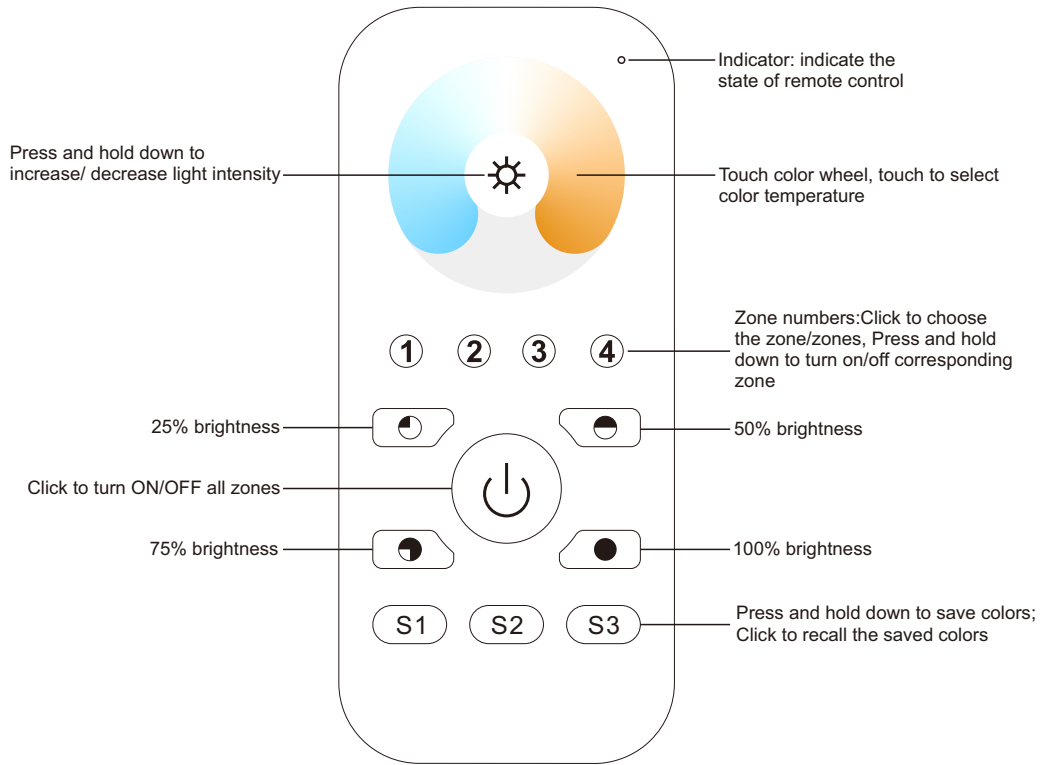 Indicator: indicate the
state of remote control
Press and hold down to
increase/ decrease light intensity
Touch color wheel, touch to select
color temperature
Zone numbers:Click to choose
the zone/zones, Press and hold
down to turn on/off corresponding
zone
1 2 3 4
25% brightness
50% brightness
Click to turn ON/OFF all zones
75% brightness
100% brightness
S1 S2 S3
Press and hold down to save colors;
Click to recall the saved colors